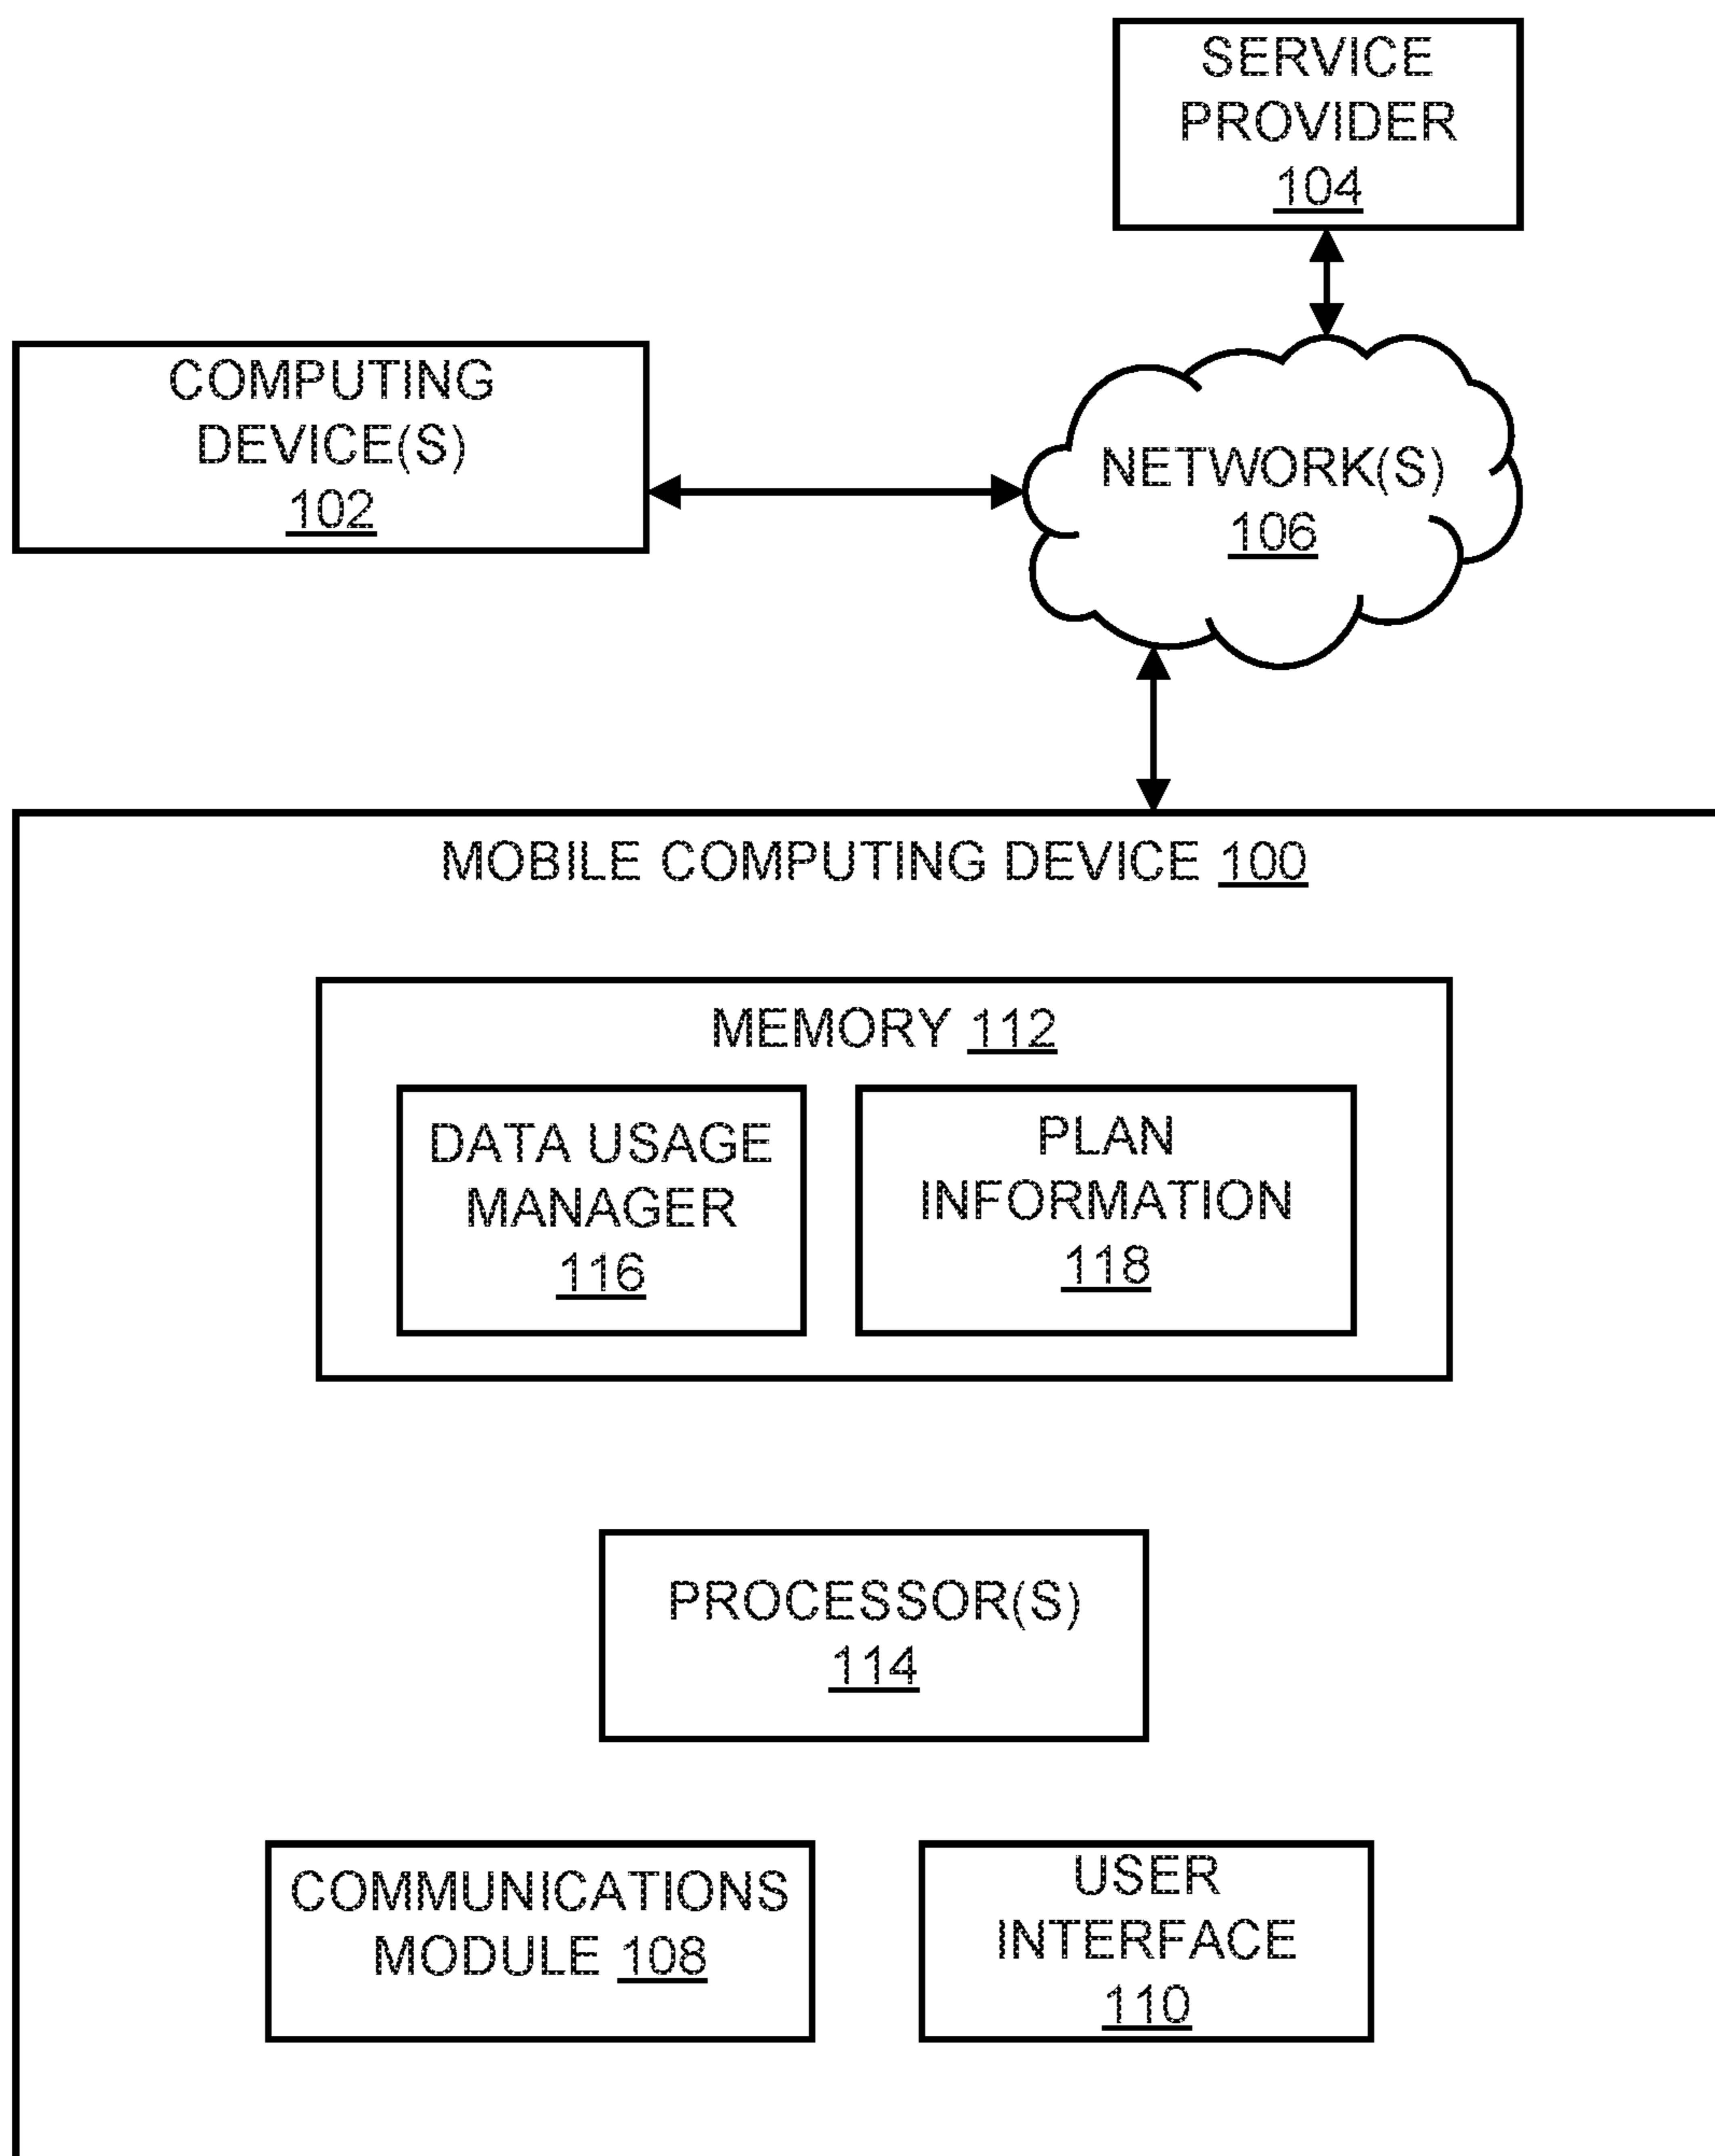 SERVICE
PROVIDER
104
COMPUTING
DEVICE(S)
102
NETWORK(S)
106
MOBILE COMPUTING DEVICE 100
MEMORY 112
DATA USAGE
MANAGER
116
PLAN
INFORMATION
118
PROCESSOR(S)
114
COMMUNICATIONS
MODULE 108
USER
INTERFACE
110